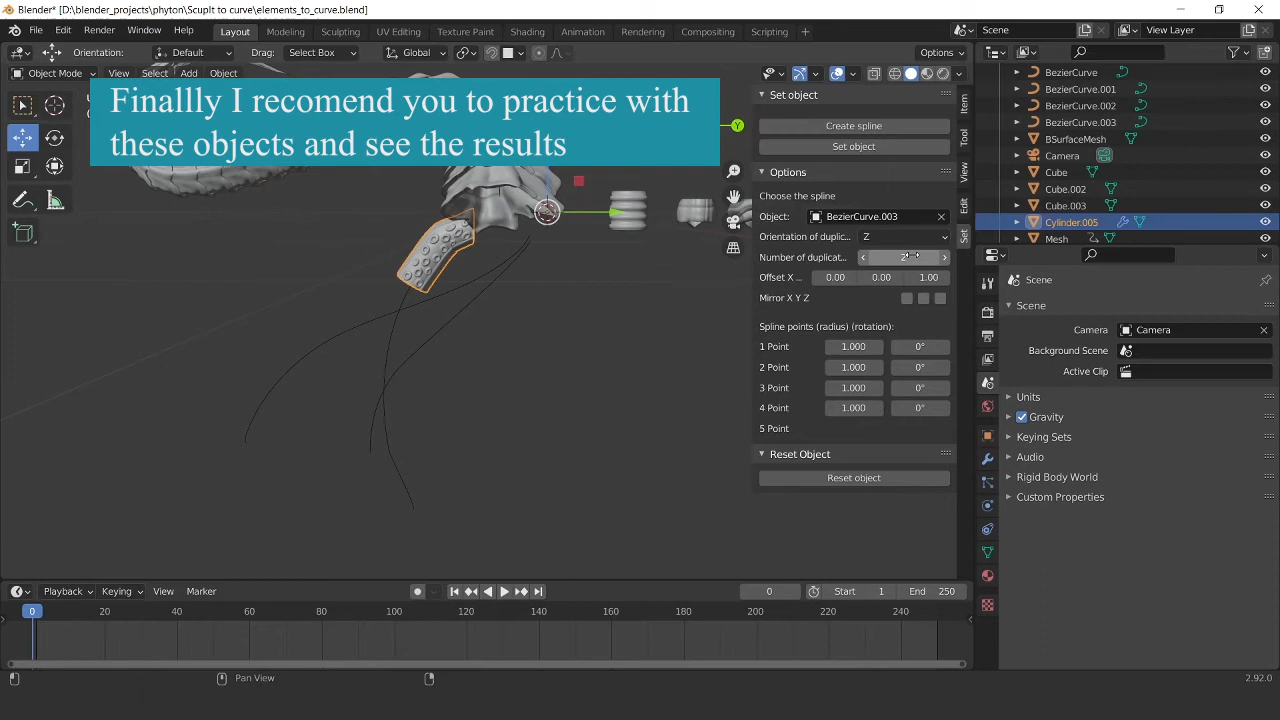 Blender* [D:\blender_projects\phyton\Scuplt to curve\elements_to_curve.blend]
File Edit Render Window Help Layout Modeling Sculpting UV Editing Texture Paint Shading Animation Rendering Compositing Scripting + Scene View Layer
Orientation: Default Drag: Select Box Global Options
Object Mode View Select Add Object
Finallly I recomend you to practice with
these objects and see the results
Y
Set object
Create spline
Set object
Options
Choose the spline
Object: BezierCurve.003
Orientation of duplic... Z
Number of duplicat... 2
Offset X ... 0.00 0.00 1.00
Mirror X Y Z
Spline points (radius) (rotation):
1 Point 1.000 0°
2 Point 1.000 0°
3 Point 1.000 0°
4 Point 1.000 0°
5 Point
Reset Object
Reset object
Item
Tool
View
Edit
Set
BezierCurve
BezierCurve.001
BezierCurve.002
BezierCurve.003
BSurfaceMesh
Camera
Cube
Cube.002
Cube.003
Cylinder.005
Mesh
Scene
Scene
Camera Camera
Background Scene
Active Clip
Units
Gravity
Keying Sets
Audio
Rigid Body World
Custom Properties
Playback Keying View Marker 0 Start 1 End 250
0 20 40 60 80 100 120 140 160 180 200 220 240
Pan View 2.92.0